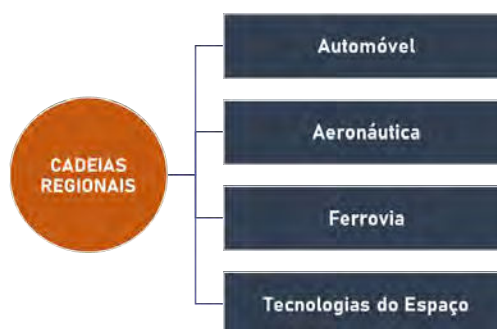 CADEIAS
REGIONAIS
Automóvel
Aeronáutica
Ferrovia
Tecnologias do Espaço